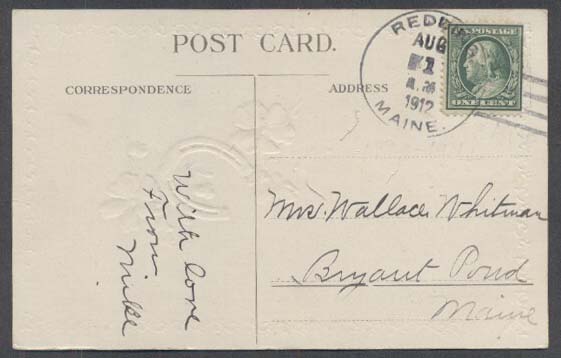 POST CARD.
CORRESPONDENCE
ADDRESS
AUG
1912
MAINE.
ONE CENT
With love
From
Mike
Mrs. Wallace Whitman
Bryant Pond
Maine